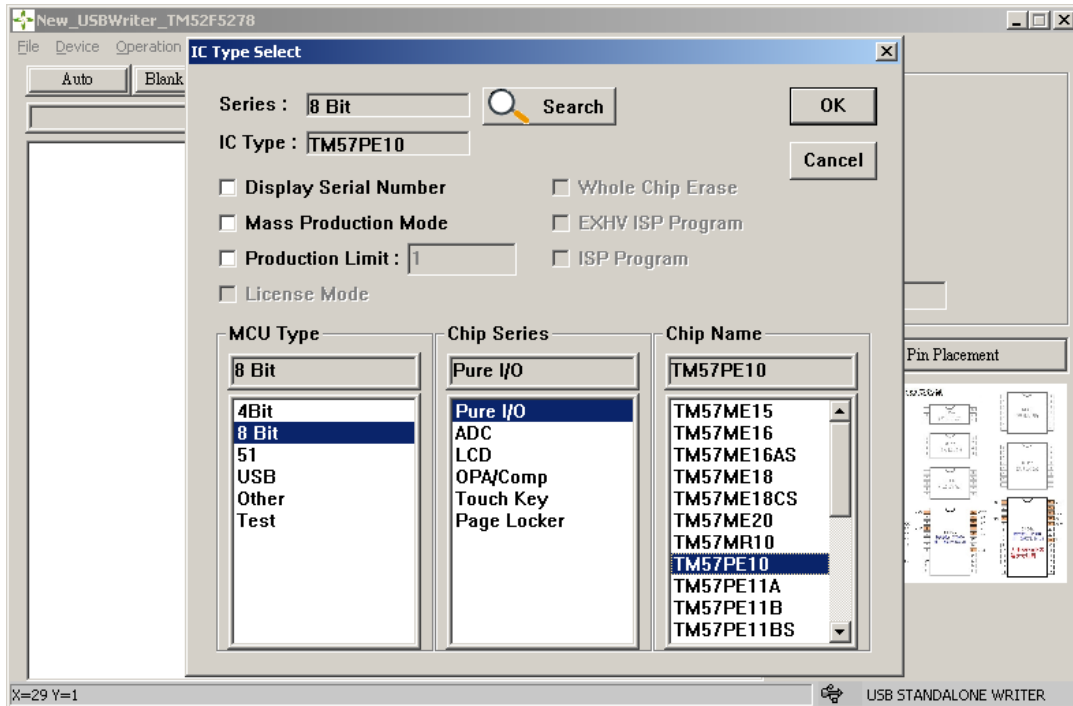 New_USBWriter_TM52F5278
File Device Operation
IC Type Select
Auto Blank
Series : 8 Bit Search OK
IC Type : TM57PE10
Cancel
Display Serial Number Whole Chip Erase
Mass Production Mode EXHV ISP Program
Production Limit : 1 ISP Program
License Mode
MCU Type Chip Series Chip Name
Pin Placement
8 Bit Pure I/O TM57PE10
4Bit Pure I/O TM57ME15
8 Bit ADC TM57ME16
51 LCD TM57ME16AS
USB OPA/Comp TM57ME18
Other Touch Key TM57ME18CS
Test Page Locker TM57ME20
TM57MR10
TM57PE10
TM57PE11A
TM57PE11B
TM57PE11BS
X=29 Y=1 USB STANDALONE WRITER